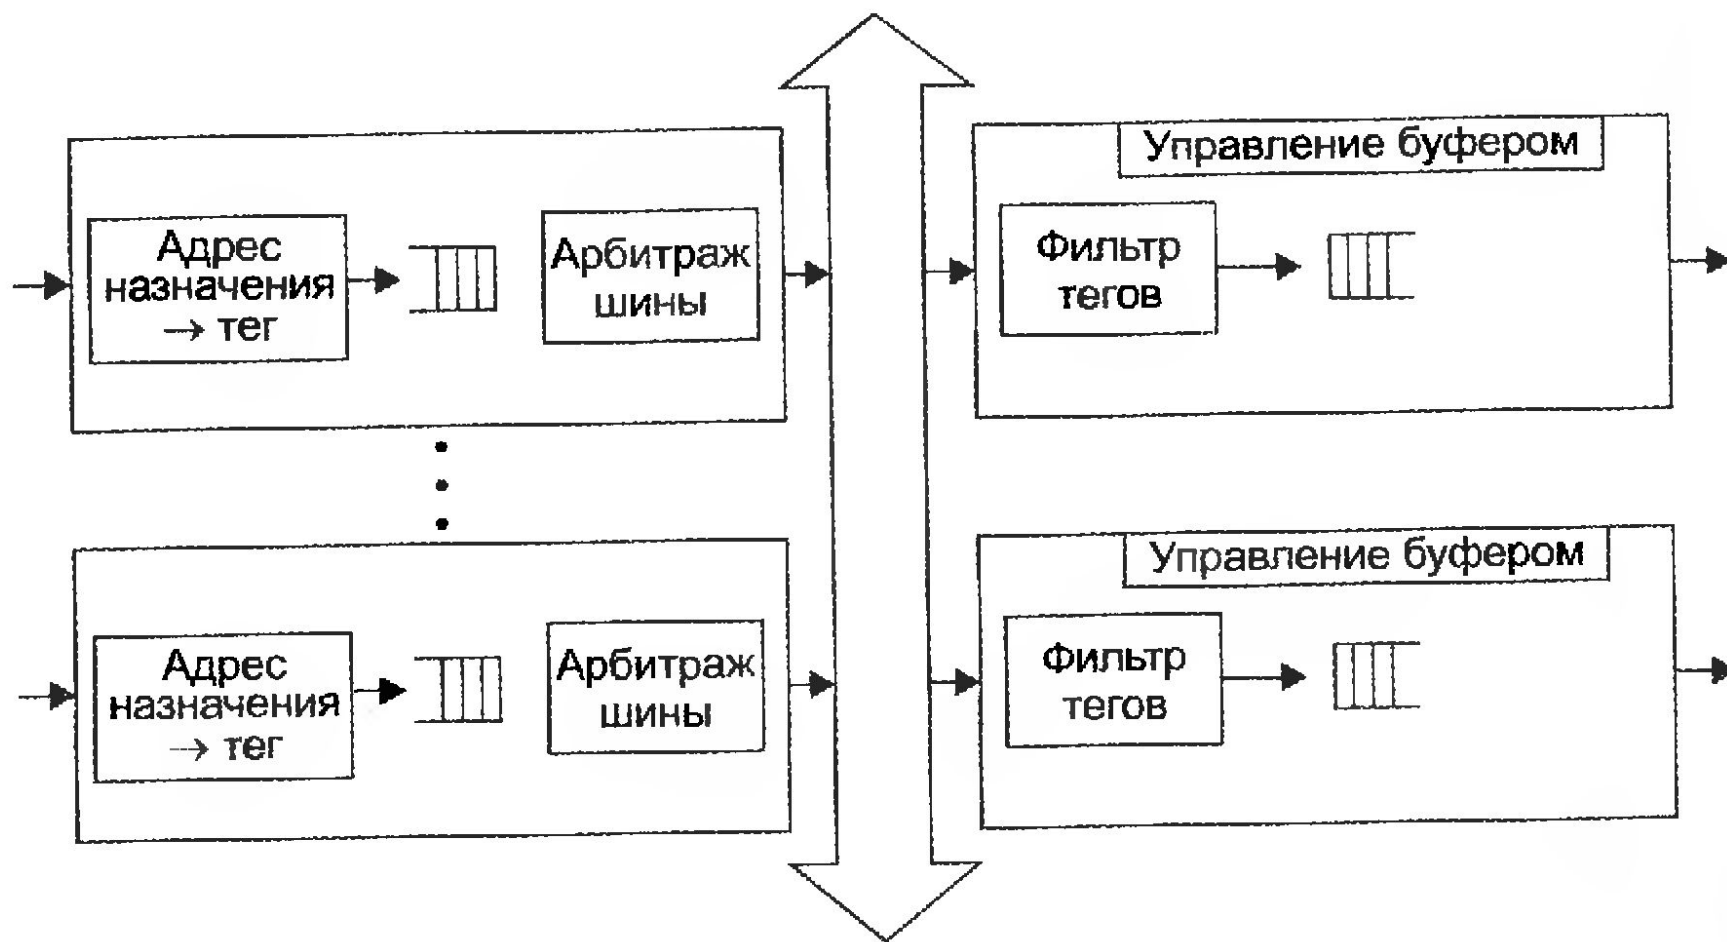 Управление буфером
Адрес
назначения
→ тег
Арбитраж
шины
Фильтр
тегов
Управление буфером
Адрес
назначения
→ тег
Арбитраж
шины
Фильтр
тегов